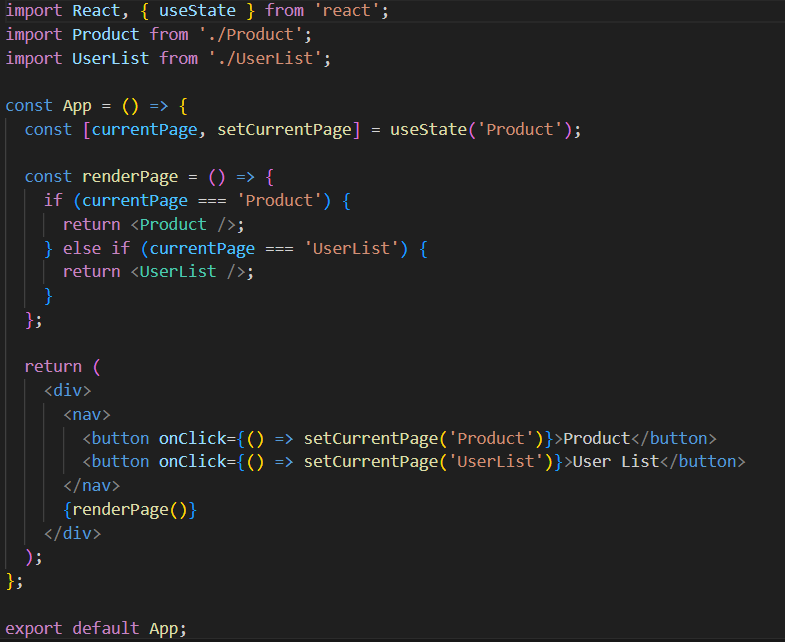 import React, { useState } from 'react';
import Product from './Product';
import UserList from './UserList';

const App = () => {
  const [currentPage, setCurrentPage] = useState('Product');

  const renderPage = () => {
    if (currentPage === 'Product') {
      return <Product />;
    } else if (currentPage === 'UserList') {
      return <UserList />;
    }
  };

  return (
    <div>
      <nav>
        <button onClick={() => setCurrentPage('Product')}>Product</button>
        <button onClick={() => setCurrentPage('UserList')}>User List</button>
      </nav>
      {renderPage()}
    </div>
  );
};

export default App;